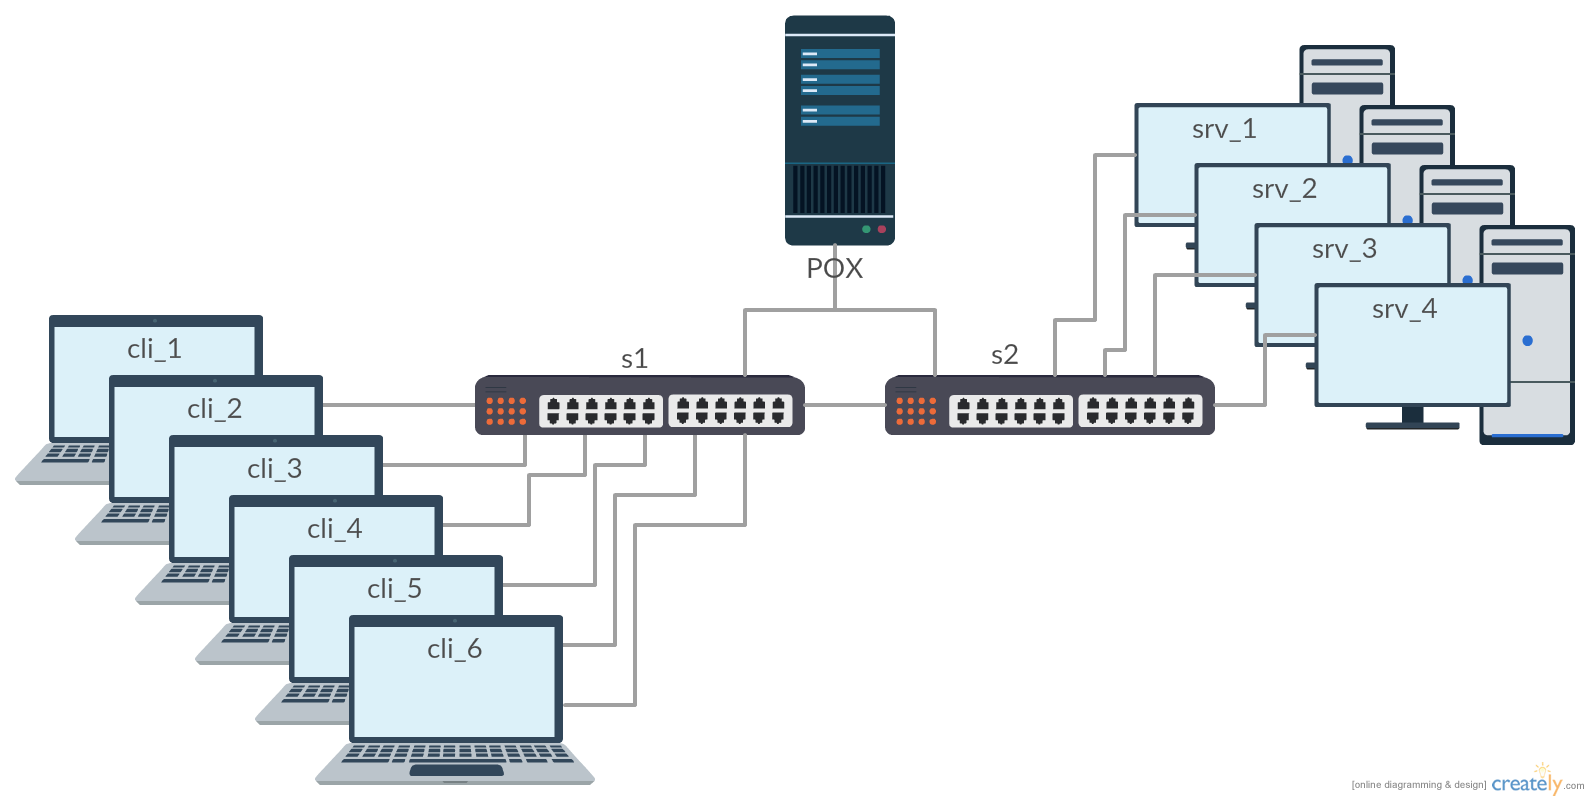 POX
s1
s2
srv_1
srv_2
srv_3
srv_4
cli_1
cli_2
cli_3
cli_4
cli_5
cli_6
[online diagramming & design] creately.com